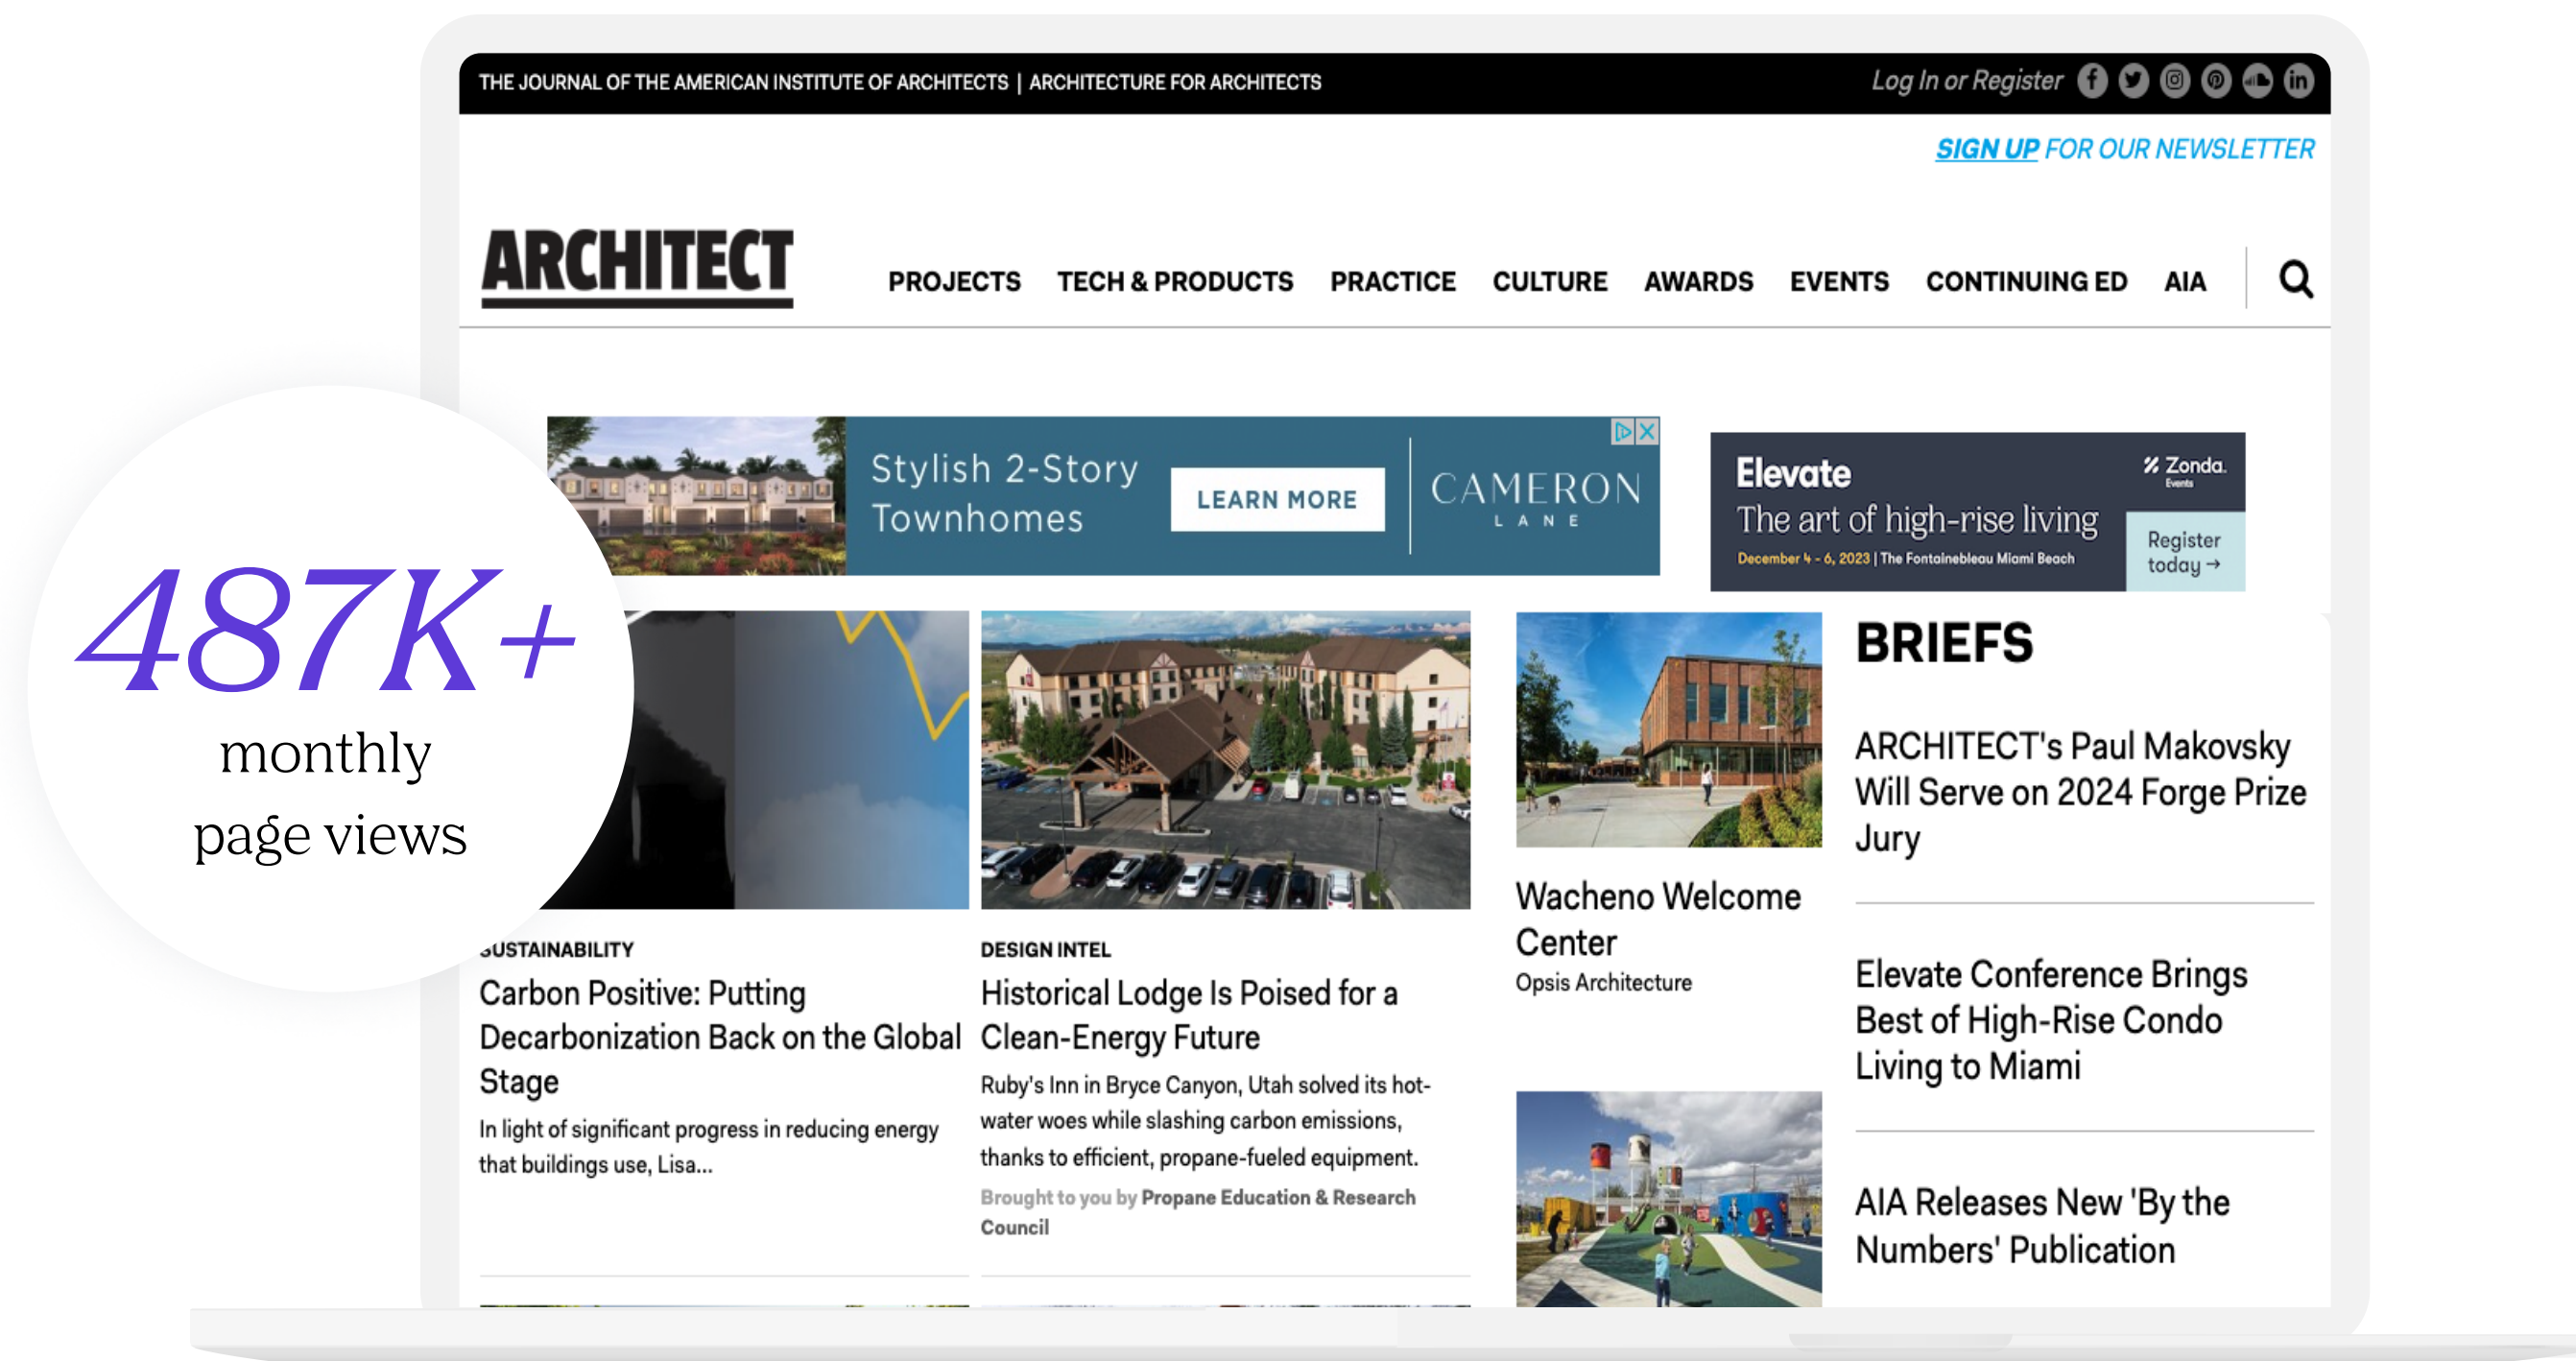 THE JOURNAL OF THE AMERICAN INSTITUTE OF ARCHITECTS | ARCHITECTURE FOR ARCHITECTS
Log In or Register
SIGN UP FOR OUR NEWSLETTER
ARCHITECT
PROJECTS TECH & PRODUCTS PRACTICE CULTURE AWARDS EVENTS CONTINUING ED AIA
Stylish 2-Story
Townhomes
LEARN MORE
CAMERON
LANE
Elevate
The art of high-rise living
December 4 - 6, 2023 | The Fontainebleau Miami Beach
Zonda.
Events
Register
today →
487K+
monthly
page views
SUSTAINABILITY
Carbon Positive: Putting
Decarbonization Back on the Global
Stage
In light of significant progress in reducing energy
that buildings use, Lisa...
DESIGN INTEL
Historical Lodge Is Poised for a
Clean-Energy Future
Ruby's Inn in Bryce Canyon, Utah solved its hot-
water woes while slashing carbon emissions,
thanks to efficient, propane-fueled equipment.
Brought to you by Propane Education & Research
Council
Wacheno Welcome
Center
Opsis Architecture
BRIEFS
ARCHITECT's Paul Makovsky
Will Serve on 2024 Forge Prize
Jury
Elevate Conference Brings
Best of High-Rise Condo
Living to Miami
AIA Releases New 'By the
Numbers' Publication